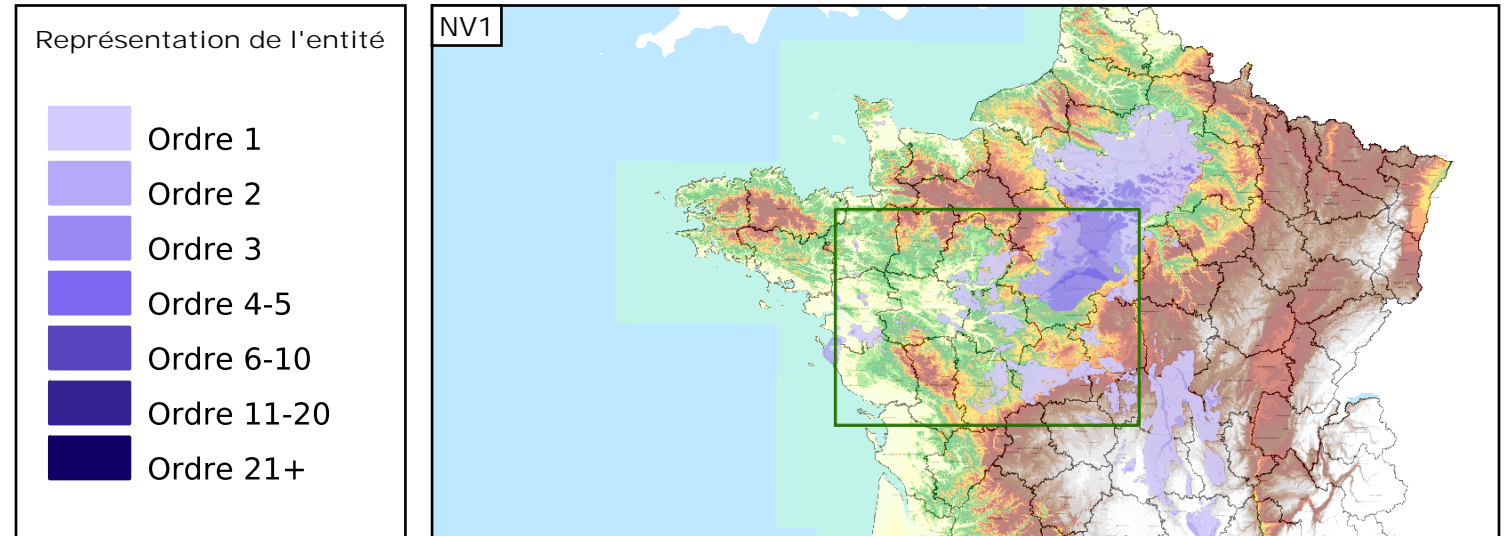 Représentation de l'entité
Ordre 1
Ordre 2
Ordre 3
Ordre 4-5
Ordre 6-10
Ordre 11-20
Ordre 21+
NV1